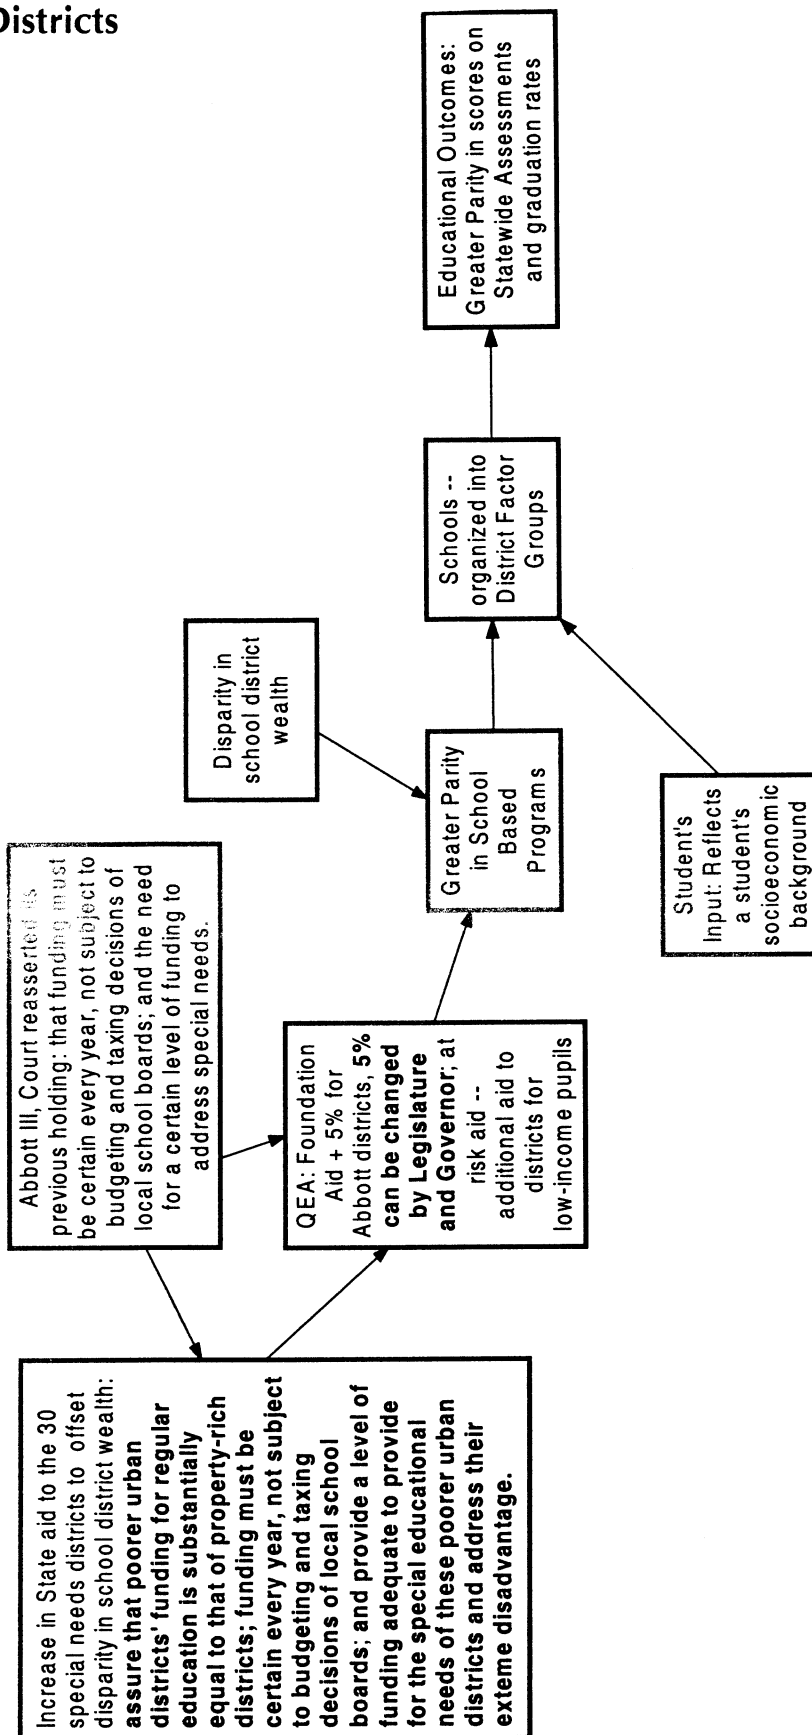 Districts
Increase in State aid to the 30
special needs districts to offset
disparity in school district wealth:
assure that poorer urban
districts' funding for regular
education is substantially
equal to that of property-rich
districts; funding must be
certain every year, not subject
to budgeting and taxing
decisions of local school
boards; and provide a level of
funding adequate to provide
for the special educational
needs of these poorer urban
districts and address their
exteme disadvantage.
Abbott III, Court reasserted its
previous holding: that funding must
be certain every year, not subject to
budgeting and taxing decisions of
local school boards; and the need
for a certain level of funding to
address special needs.
QEA: Foundation
Aid + 5% for
Abbott districts, 5%
can be changed
by Legislature
and Governor; at
risk aid --
additional aid to
districts for
low-income pupils
Disparity in
school district
wealth
Greater Parity
in School
Based
Programs
Student's
Input: Reflects
a student's
socioeconomic
background
Schools --
organized into
District Factor
Groups
Educational Outcomes:
Greater Parity in scores on
Statewide Assessments
and graduation rates